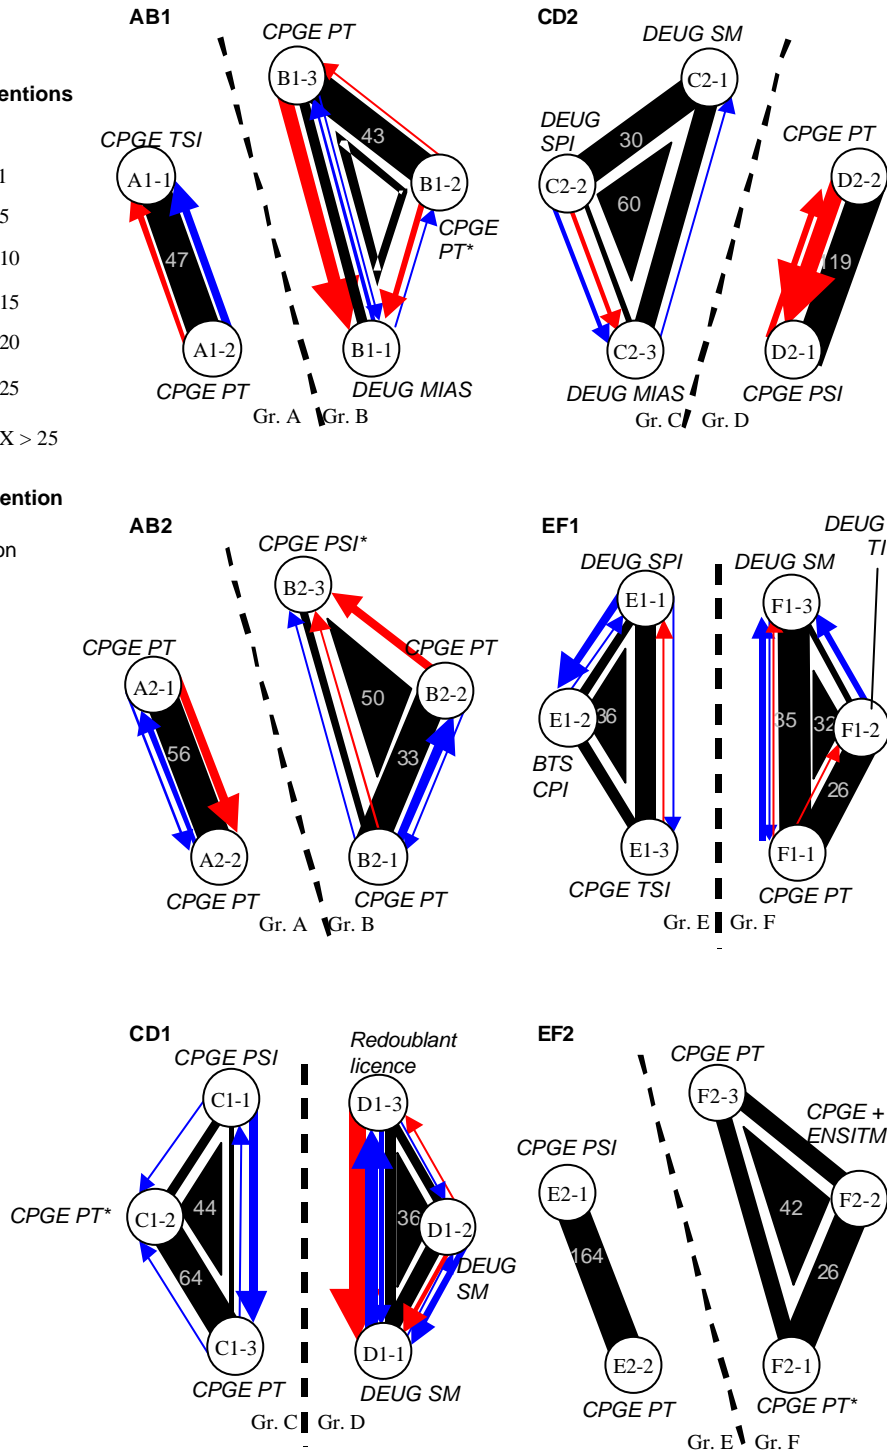 entions
1
5
10
15
20
25
X > 25
ention
on
AB1
CPGE PT
B1-3
43
CPGE TSI
A1-1
B1-2
CPGE
PT*
47
A1-2
B1-1
CPGE PT
DEUG MIAS
Gr. A
Gr. B
CD2
DEUG SM
C2-1
DEUG
SPI
30
CPGE PT
C2-2
D2-2
60
119
C2-3
D2-1
DEUG MIAS
CPGE PSI
Gr. C
Gr. D
AB2
CPGE PSI*
B2-3
CPGE PT
CPGE PT
A2-1
B2-2
50
56
33
A2-2
B2-1
CPGE PT
CPGE PT
Gr. A
Gr. B
EF1
DEUG
TI
DEUG SPI
DEUG SM
E1-1
F1-3
E1-2
36
35
32
F1-2
BTS
CPI
26
E1-3
F1-1
CPGE TSI
CPGE PT
Gr. E
Gr. F
CD1
CPGE PSI
Redoublant
licence
C1-1
D1-3
44
CPGE PT*
C1-2
36
D1-2
64
DEUG
SM
C1-3
D1-1
CPGE PT
DEUG SM
Gr. C
Gr. D
EF2
CPGE PT
F2-3
CPGE +
ENSITM
CPGE PSI
E2-1
F2-2
42
164
26
E2-2
F2-1
CPGE PT
CPGE PT*
Gr. E
Gr. F